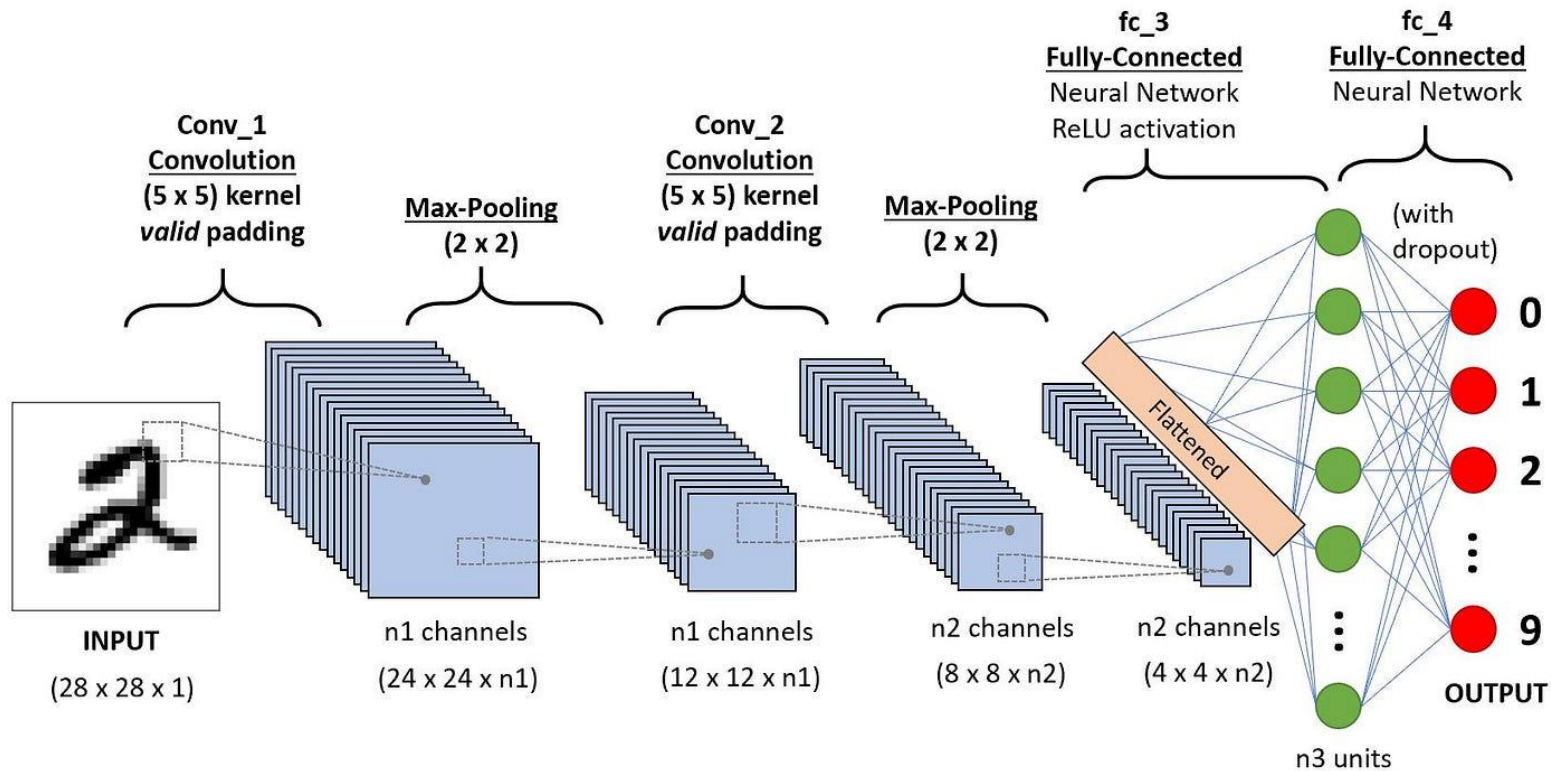 Conv_1
Convolution
(5 x 5) kernel
valid padding
Max-Pooling
(2 x 2)
Conv_2
Convolution
(5 x 5) kernel
valid padding
Max-Pooling
(2 x 2)
fc_3
Fully-Connected
Neural Network
ReLU activation
fc_4
Fully-Connected
Neural Network
(with
dropout)
Flattened
0
1
2
9
OUTPUT
2
INPUT
(28 x 28 x 1)
n1 channels
(24 x 24 x n1)
n1 channels
(12 x 12 x n1)
n2 channels
(8 x 8 x n2)
n2 channels
(4 x 4 x n2)
n3 units